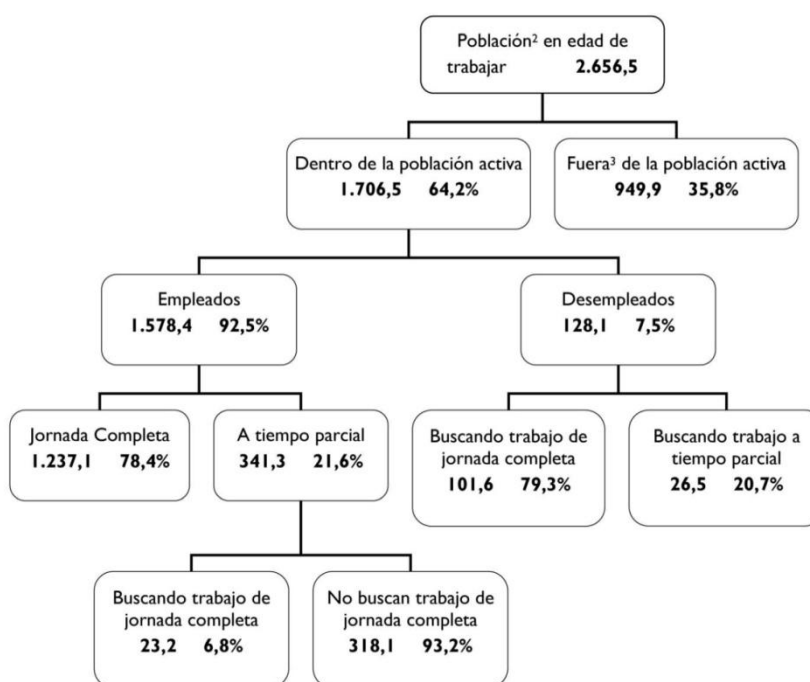 Población² en edad de
trabajar 2.656,5
Dentro de la población activa
1.706,5 64,2%
Fuera³ de la población activa
949,9 35,8%
Empleados
1.578,4 92,5%
Desempleados
128,1 7,5%
Jornada Completa
1.237,1 78,4%
A tiempo parcial
341,3 21,6%
Buscando trabajo de
jornada completa
101,6 79,3%
Buscando trabajo a
tiempo parcial
26,5 20,7%
Buscando trabajo de
jornada completa
23,2 6,8%
No buscan trabajo de
jornada completa
318,1 93,2%